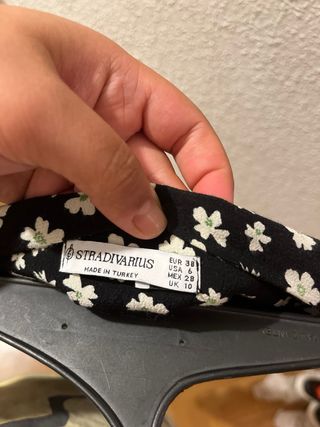 STRADIVARIUS
MADE IN TURKEY
EUR 38
USA 6
MEX 28
UK 10